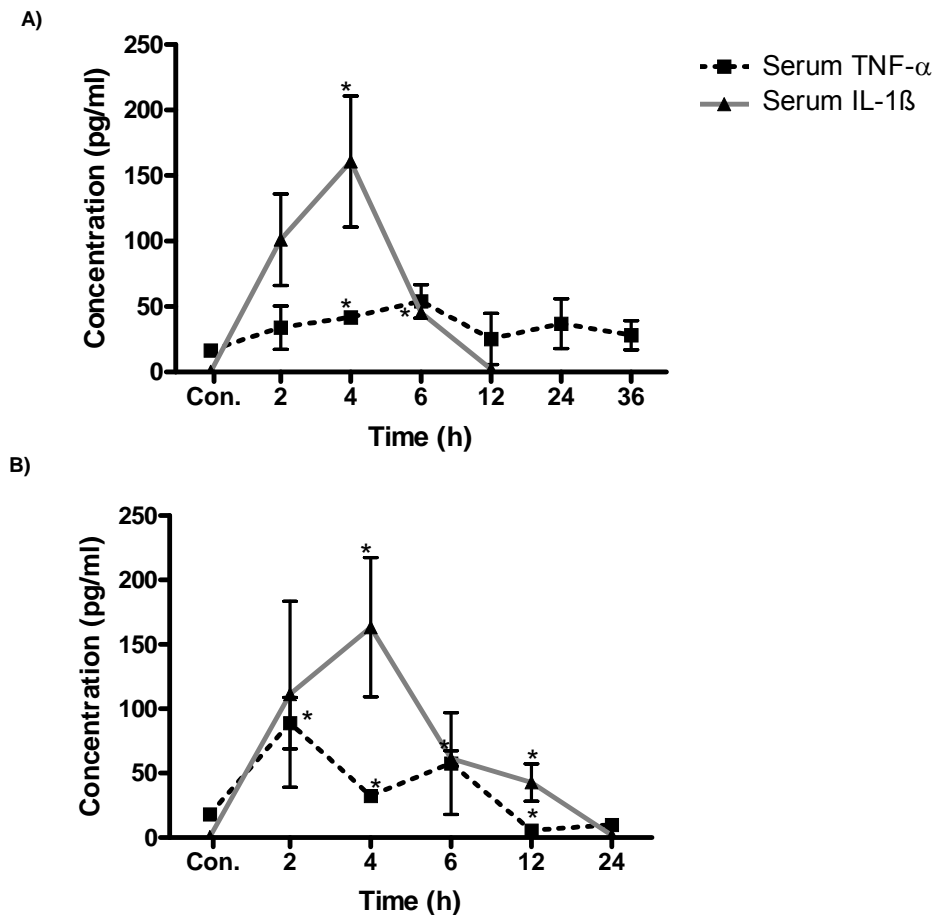 A)
Concentration (pg/ml)
250
200
150
100
50
0
*
*
*
Con. 2 4 6 12 24 36
Time (h)
Serum TNF-α
Serum IL-1ß
B)
Concentration (pg/ml)
250
200
150
100
50
0
*
*
*
*
*
*
Con. 2 4 6 12 24
Time (h)